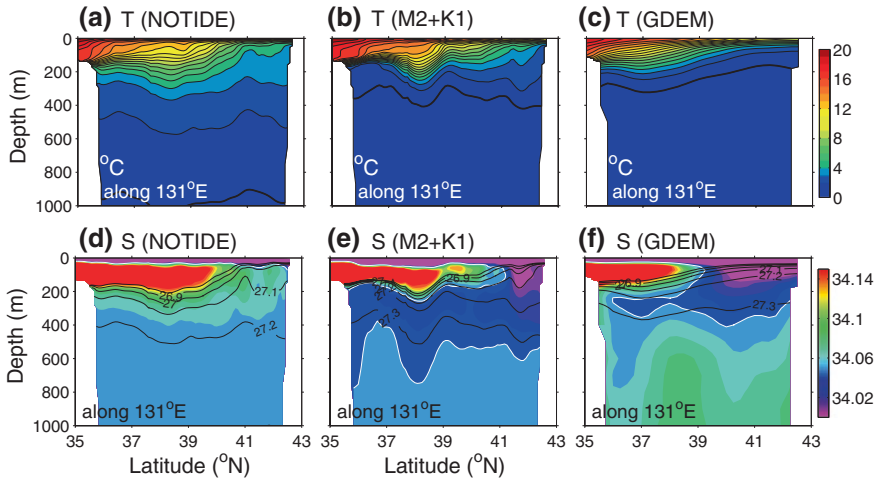 (a) T (NOTIDE)
(b) T (M2+K1)
(c) T (GDEM)
Depth (m)
0
200
400
600
800
1000
°C
along 131°E
°C
along 131°E
along 131°E
20
16
12
8
4
0
(d) S (NOTIDE)
(e) S (M2+K1)
(f) S (GDEM)
Depth (m)
0
200
400
600
800
1000
26.9
27
27.1
27.2
along 131°E
26.9
27
27.3
along 131°E
26.9
27.1
27.2
27.3
along 131°E
34.14
34.1
34.06
34.02
35 37 39 41 43
35 37 39 41 43
35 37 39 41 43
Latitude (°N)
Latitude (°N)